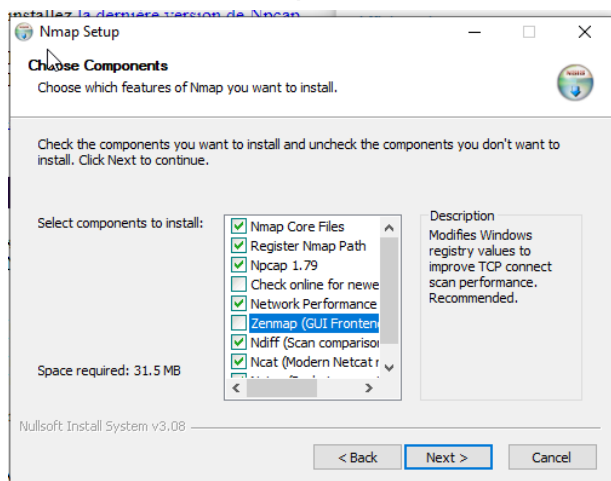 installez la dernière version de Npcap
Nmap Setup
Choose Components
Choose which features of Nmap you want to install.
Check the components you want to install and uncheck the components you don't want to
install. Click Next to continue.
Select components to install:
Nmap Core Files
Register Nmap Path
Npcap 1.79
Check online for newe
Network Performance
Zenmap (GUI Fronten
Ndiff (Scan comparison
Ncat (Modern Netcat r
Description
Modifies Windows
registry values to
improve TCP connect
scan performance.
Recommended.
Space required: 31.5 MB
Nullsoft Install System v3.08
< Back
Next >
Cancel